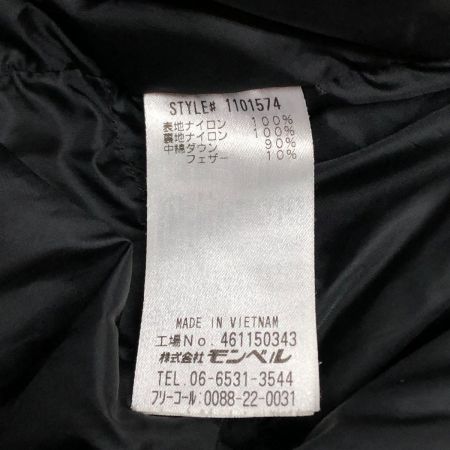 STYLE# 1101574
表地ナイロン 100%
裏地ナイロン 100%
中綿ダウン 90%
フェザー 10%
MADE IN VIETNAM
工場No. 461150343
株式会社 モンベル
TEL. 06-6531-3544
フリーコール: 0088-22-0031